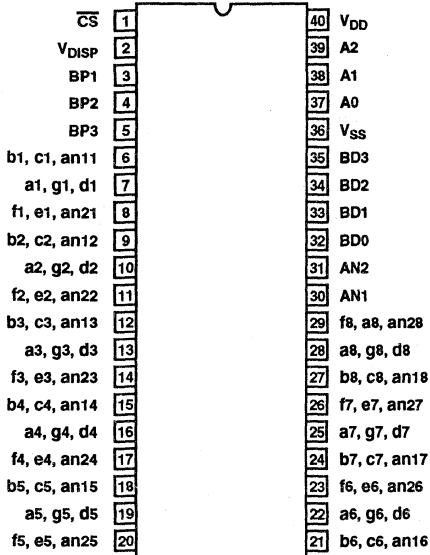 C̅S̅ 1 40 VDD
VDISP 2 39 A2
BP1 3 38 A1
BP2 4 37 A0
BP3 5 36 VSS
b1, c1, an11 6 35 BD3
a1, g1, d1 7 34 BD2
f1, e1, an21 8 33 BD1
b2, c2, an12 9 32 BD0
a2, g2, d2 10 31 AN2
f2, e2, an22 11 30 AN1
b3, c3, an13 12 29 f8, a8, an28
a3, g3, d3 13 28 a8, g8, d8
f3, e3, an23 14 27 b8, c8, an18
b4, c4, an14 15 26 f7, e7, an27
a4, g4, d4 16 25 a7, g7, d7
f4, e4, an24 17 24 b7, c7, an17
b5, c5, an15 18 23 f6, e6, an26
a5, g5, d5 19 22 a6, g6, d6
f5, e5, an25 20 21 b6, c6, an16